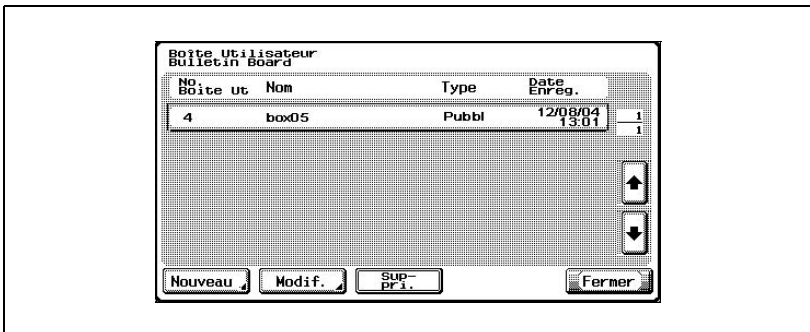 Boîte Utilisateur
Bulletin Board
No.
Boîte Ut Nom Type Date
Enreg.
4 box05 Pubbl 12/08/04
13:01
1
1
Nouveau Modif. Sup-
pri. Fermer